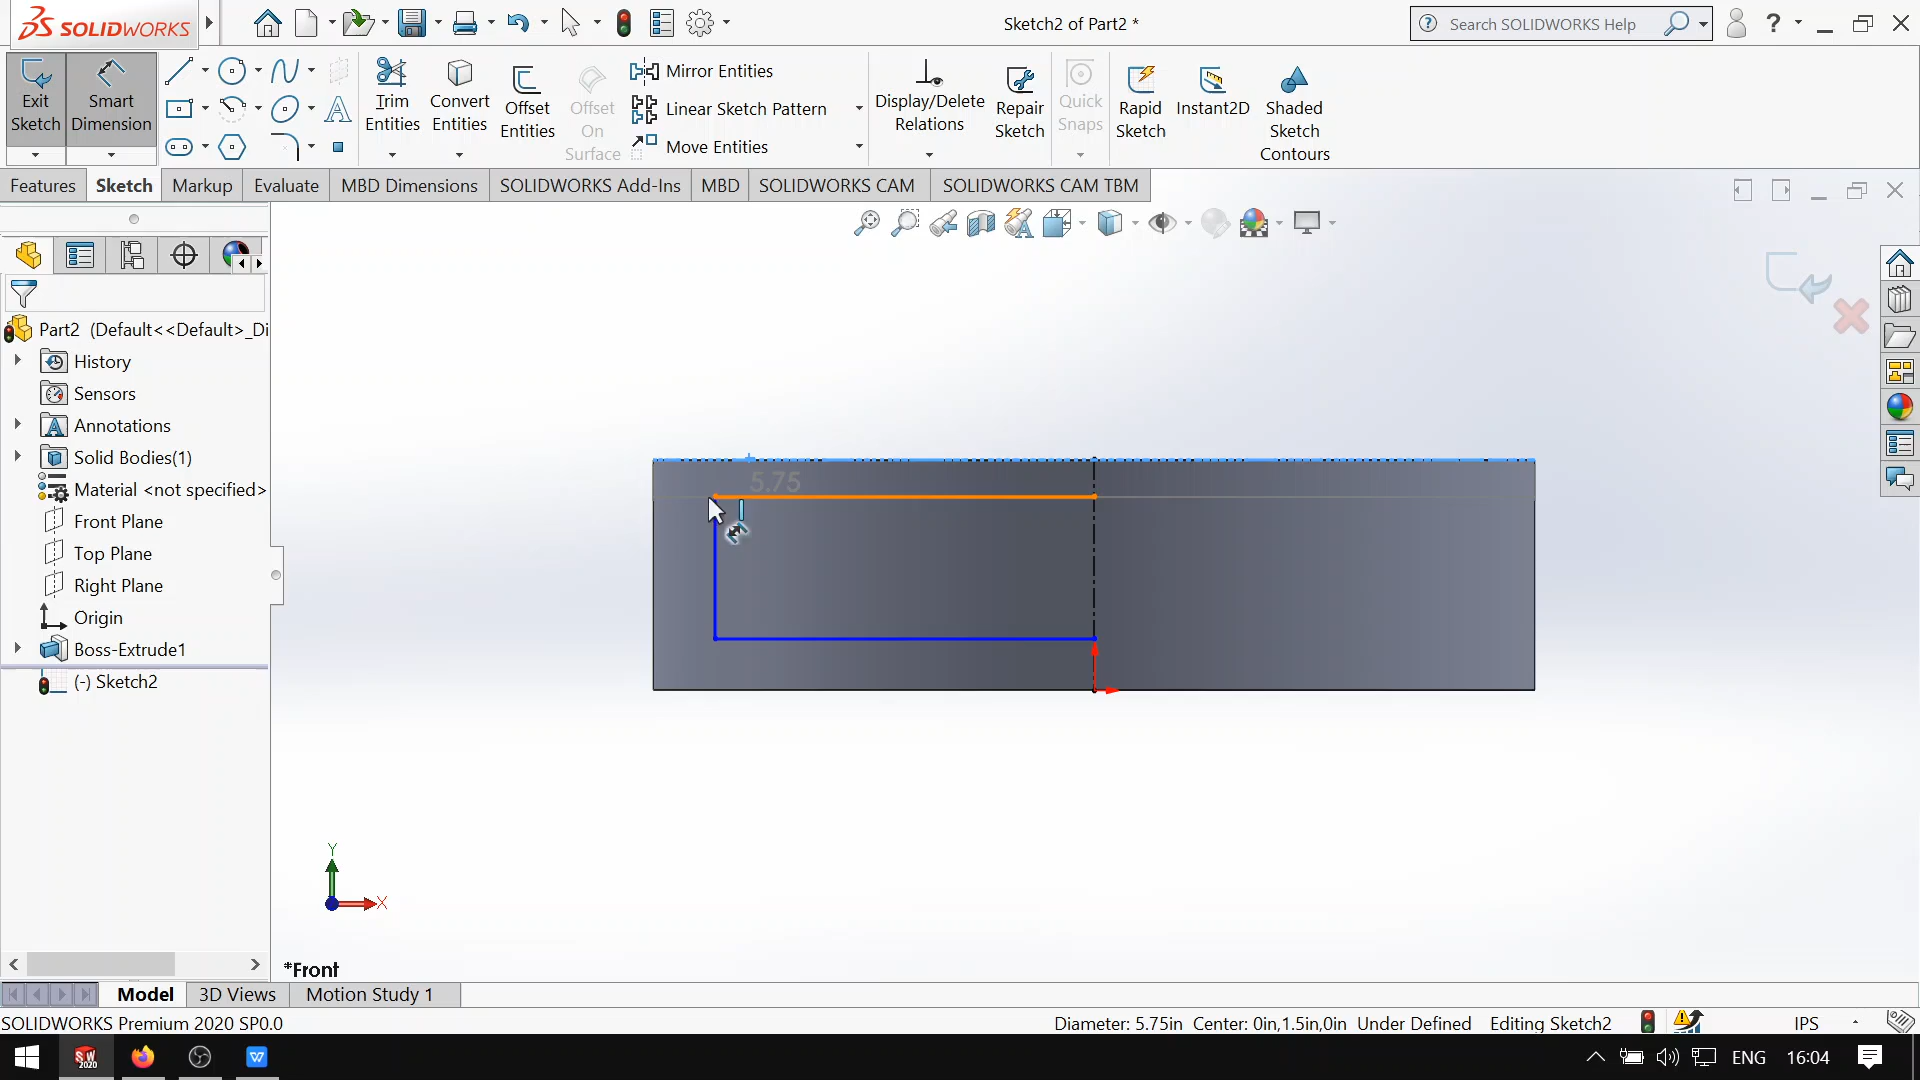 SOLIDWORKS
Sketch2 of Part2 *
Search SOLIDWORKS Help
Exit Sketch
Smart Dimension
Trim Entities
Convert Entities
Offset Entities
Offset On Surface
Mirror Entities
Linear Sketch Pattern
Move Entities
Display/Delete Relations
Repair Sketch
Quick Snaps
Rapid Sketch
Instant2D
Shaded Sketch Contours
Features
Sketch
Markup
Evaluate
MBD Dimensions
SOLIDWORKS Add-Ins
MBD
SOLIDWORKS CAM
SOLIDWORKS CAM TBM
Part2 (Default<<Default>_Di
History
Sensors
Annotations
Solid Bodies(1)
Material <not specified>
Front Plane
Top Plane
Right Plane
Origin
Boss-Extrude1
(-) Sketch2
5.75
Y
X
*Front
Model
3D Views
Motion Study 1
SOLIDWORKS Premium 2020 SP0.0
Diameter: 5.75in Center: 0in,1.5in,0in
Under Defined
Editing Sketch2
IPS
SW 2020
W
ENG
16:04